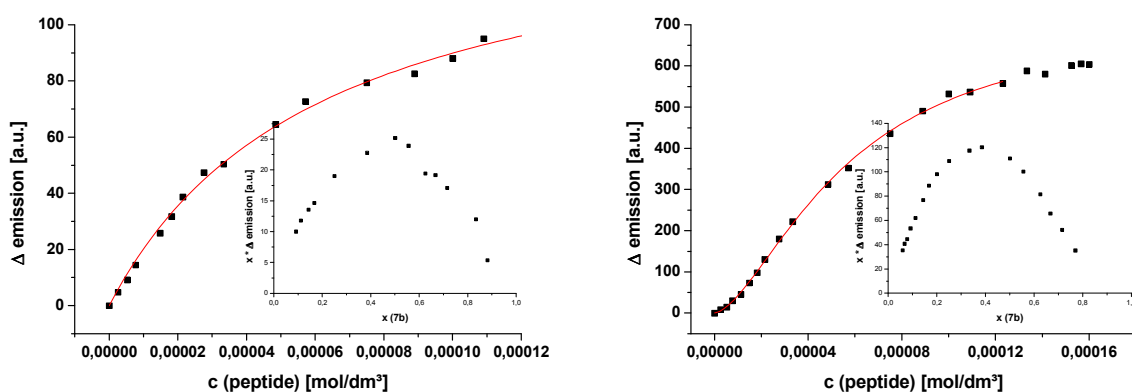 100
80
60
40
20
0
Δ emission [a.u.]
0,00000 0,00002 0,00004 0,00006 0,00008 0,00010 0,00012
c (peptide) [mol/dm³]
25
20
15
10
5
0
x * Δ emission [a.u.]
0,0 0,2 0,4 0,6 0,8 1,0
x (7b)
700
600
500
400
300
200
100
0
Δ emission [a.u.]
0,00000 0,00004 0,00008 0,00012 0,00016
c (peptide) [mol/dm³]
140
120
100
80
60
40
20
0
x * Δ emission [a.u.]
0,0 0,2 0,4 0,6 0,8 1,
x (7b)